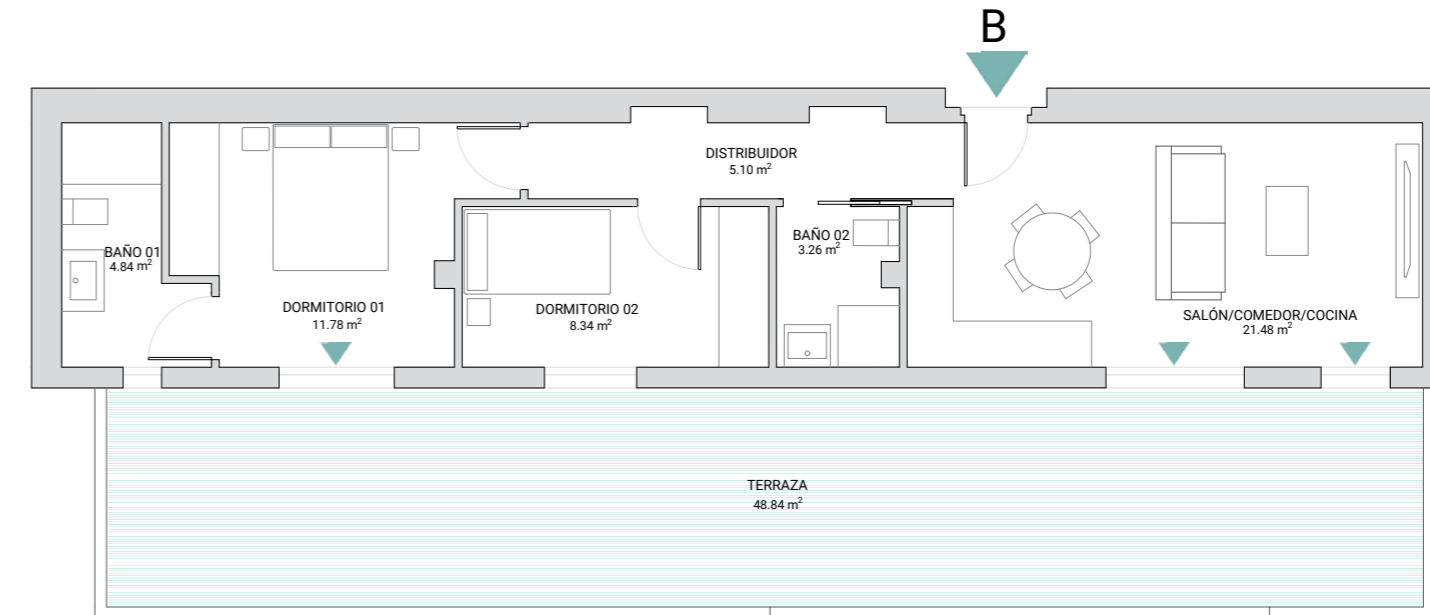 B
DISTRIBUIDOR
5.10 m²
BAÑO 01
4.84 m²
BAÑO 02
3.26 m²
DORMITORIO 01
11.78 m²
DORMITORIO 02
8.34 m²
SALÓN/COMEDOR/COCINA
21.48 m²
TERRAZA
48.84 m²